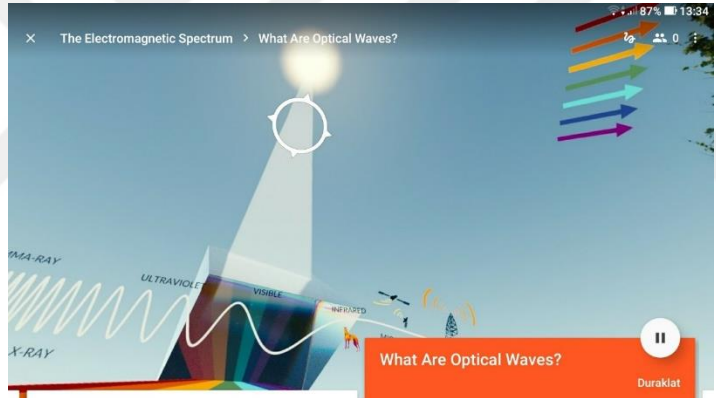 87% 13:34
The Electromagnetic Spectrum > What Are Optical Waves?
0
MMA-RAY
ULTRAVIOLET
VISIBLE
INFRARED
X-RAY
What Are Optical Waves?
Duraklat